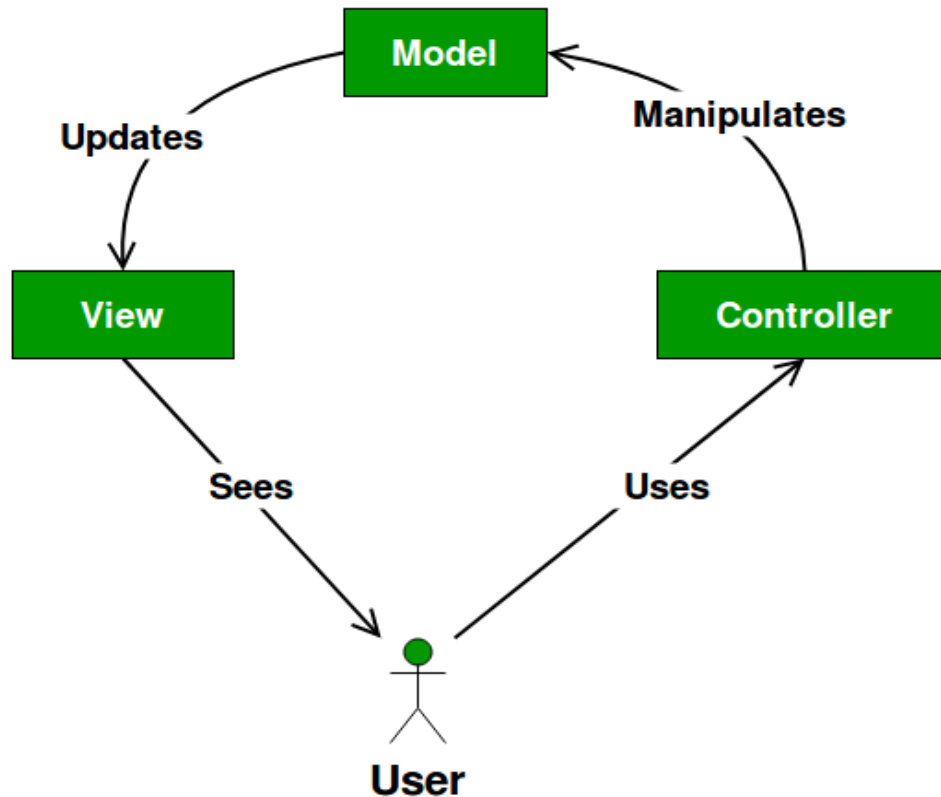 Model
Updates
Manipulates
View
Controller
Sees
Uses
User